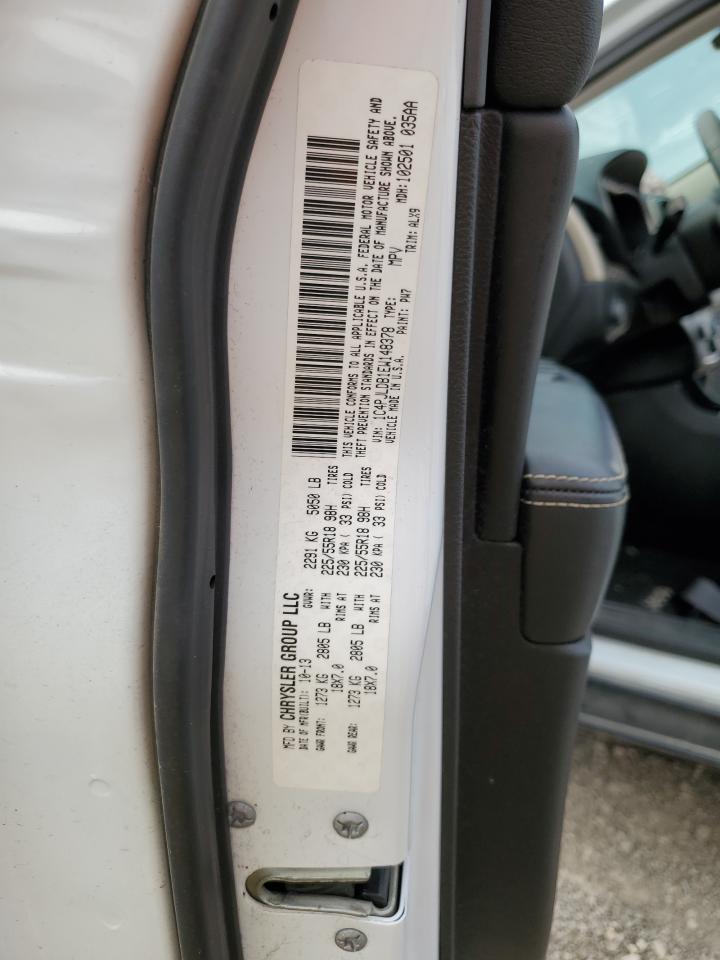 MFD BY CHRYSLER GROUP LLC
DATE OF MFR(BUILT): 10-13 GVWR: 2291 KG 5050 LB
GAWR FRONT: 1273 KG 2805 LB WITH 225/55R18 98H TIRES
18X7.0 RIMS AT 230 KPA ( 33 PSI) COLD
GAWR REAR: 1273 KG 2805 LB WITH 225/55R18 98H TIRES
18X7.0 RIMS AT 230 KPA ( 33 PSI) COLD
THIS VEHICLE CONFORMS TO ALL APPLICABLE U.S.A. FEDERAL MOTOR VEHICLE SAFETY AND
THEFT PREVENTION STANDARDS IN EFFECT ON THE DATE OF MANUFACTURE SHOWN ABOVE.
VIN: 1C4PJLDB1EW148378 TYPE: MPV MDH: 102501 035AA
VEHICLE MADE IN U.S.A. PAINT: PW7 TRIM: ALX9